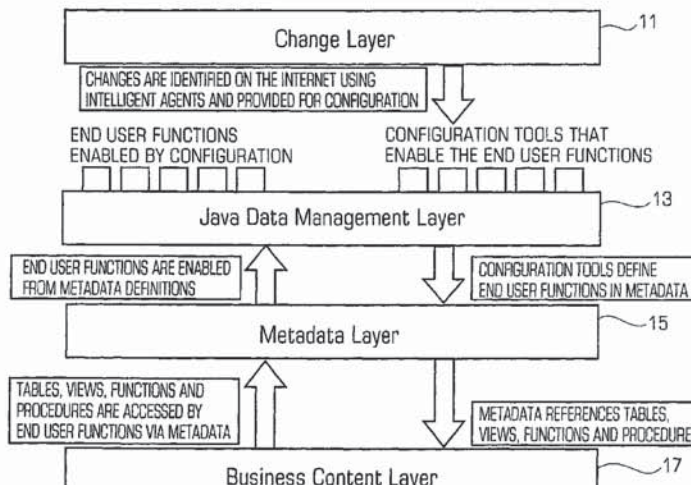 Change Layer
11
CHANGES ARE IDENTIFIED ON THE INTERNET USING
INTELLIGENT AGENTS AND PROVIDED FOR CONFIGURATION
END USER FUNCTIONS
ENABLED BY CONFIGURATION
CONFIGURATION TOOLS THAT
ENABLE THE END USER FUNCTIONS
Java Data Management Layer
13
END USER FUNCTIONS ARE ENABLED
FROM METADATA DEFINITIONS
CONFIGURATION TOOLS DEFINE
END USER FUNCTIONS IN METADATA
Metadata Layer
15
TABLES, VIEWS, FUNCTIONS AND
PROCEDURES ARE ACCESSED BY
END USER FUNCTIONS VIA METADATA
METADATA REFERENCES TABLES,
VIEWS, FUNCTIONS AND PROCEDURE
Business Content Layer
17